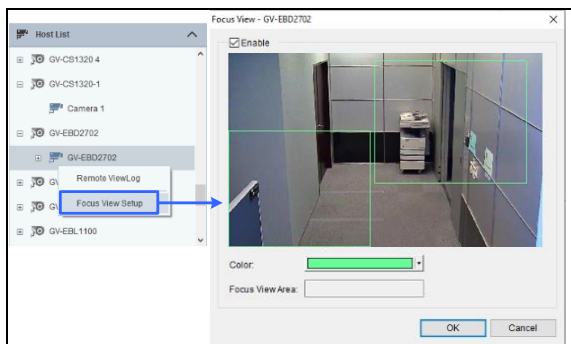 Host List
GV-CS1320 4
GV-CS1320-1
Camera 1
GV-EBD2702
GV-EBD2702
Remote ViewLog
G\
Focus View Setup
G\
GV-EBL1100
Focus View - GV-EBD2702
Enable
Color:
Focus View Area:
OK
Cancel